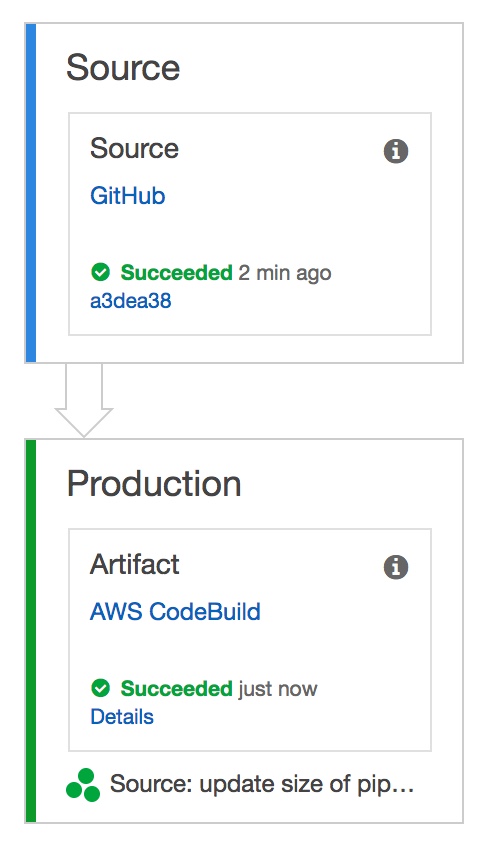 Source
Source
GitHub
Succeeded 2 min ago
a3dea38
Production
Artifact
AWS CodeBuild
Succeeded just now
Details
Source: update size of pip…